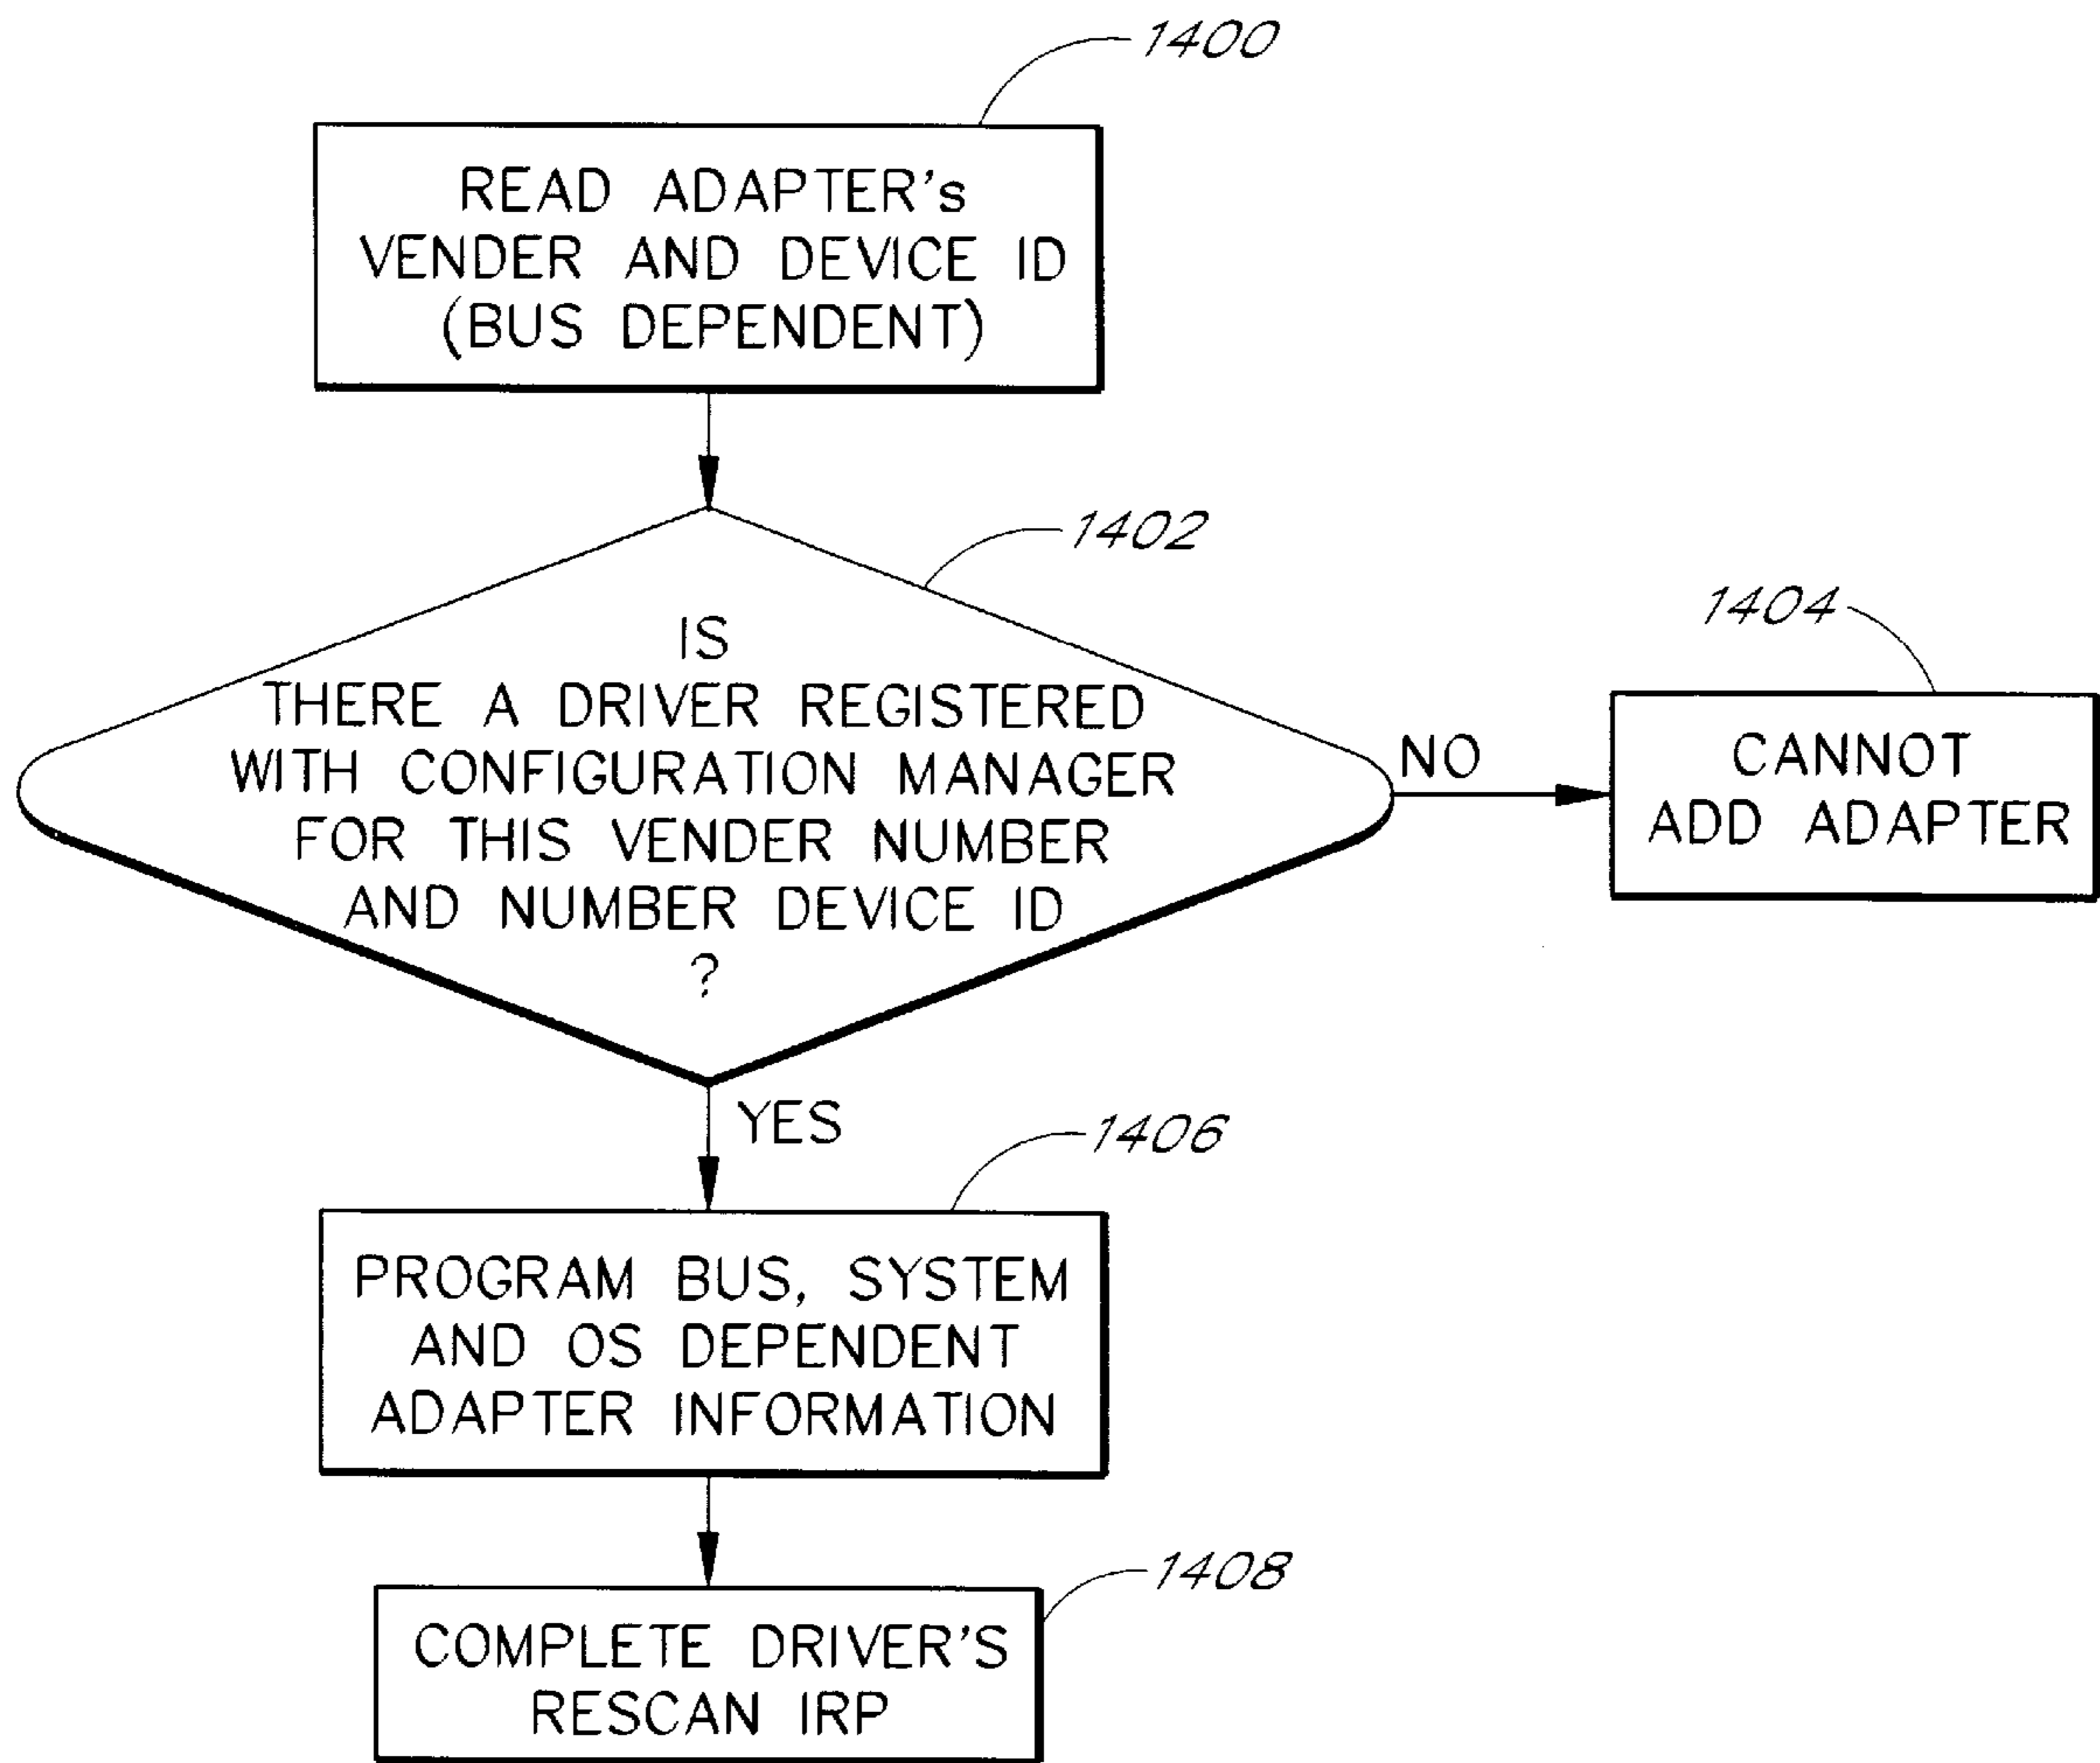 1400
READ ADAPTER's
VENDER AND DEVICE ID
(BUS DEPENDENT)
1402
IS
THERE A DRIVER REGISTERED
WITH CONFIGURATION MANAGER
FOR THIS VENDER NUMBER
AND NUMBER DEVICE ID
?
NO
1404
CANNOT
ADD ADAPTER
YES
1406
PROGRAM BUS, SYSTEM
AND OS DEPENDENT
ADAPTER INFORMATION
1408
COMPLETE DRIVER'S
RESCAN IRP